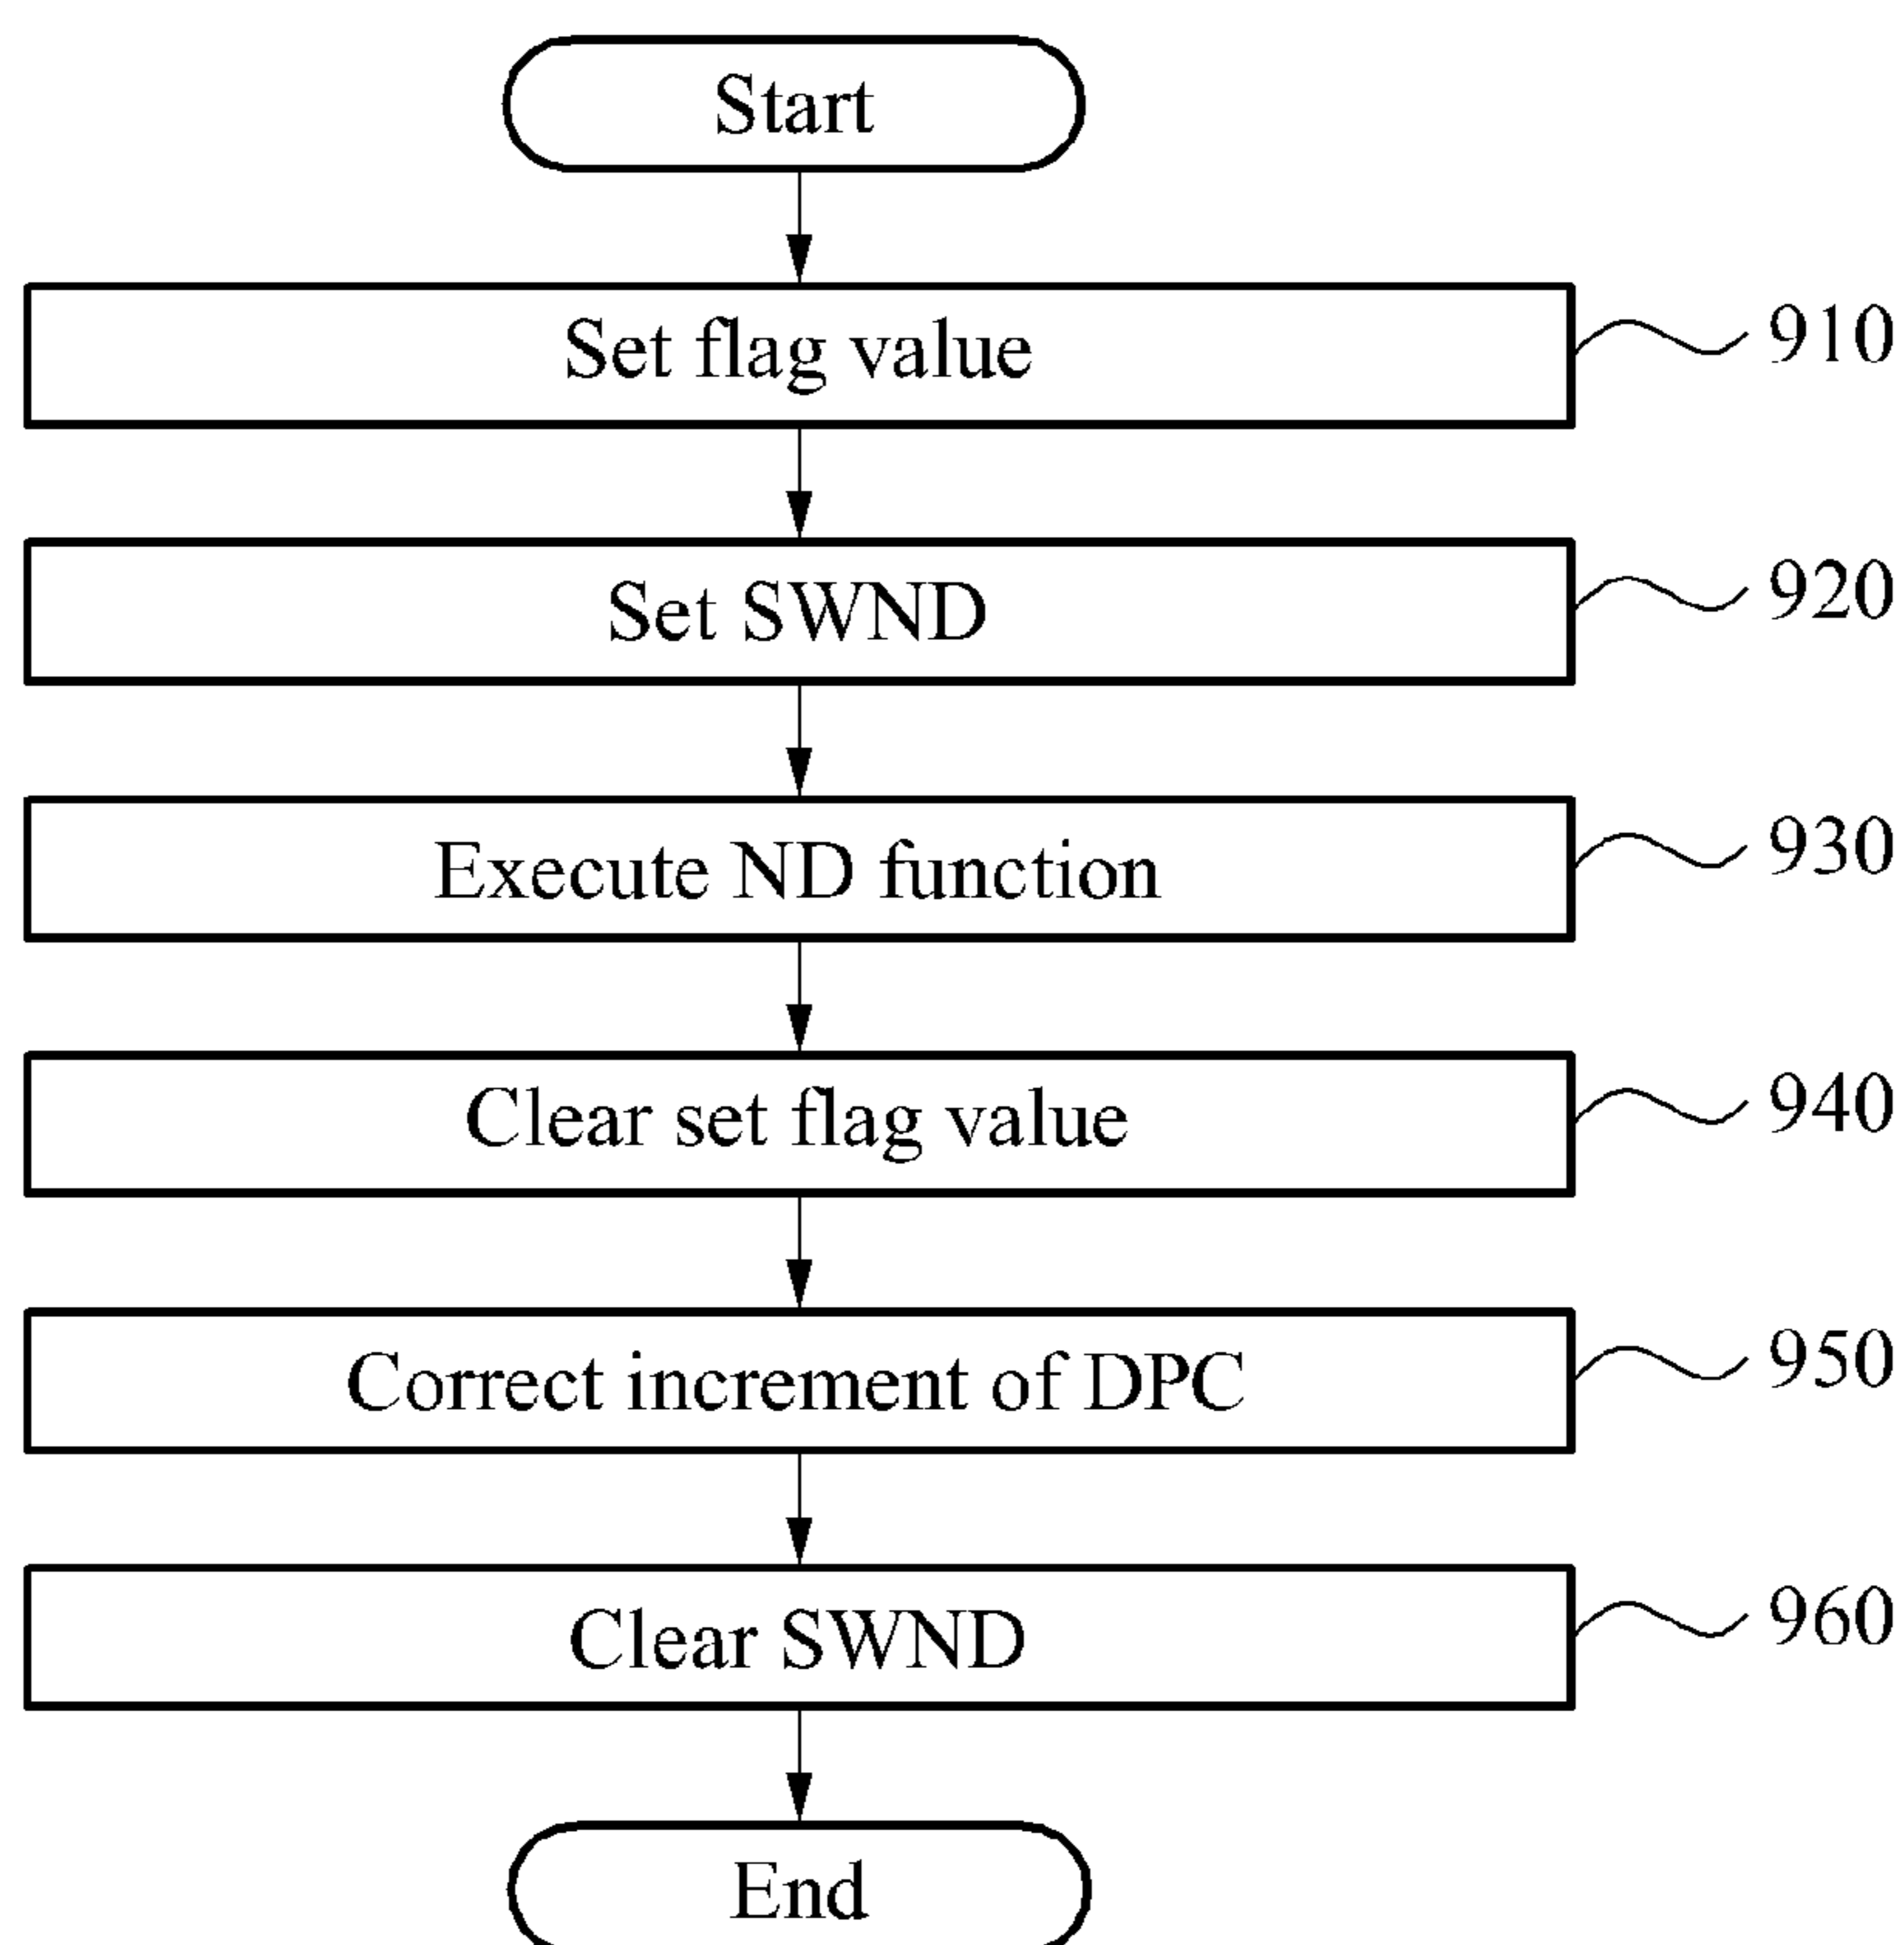 Start
Set flag value
910
Set SWND
920
Execute ND function
930
Clear set flag value
940
Correct increment of DPC
950
Clear SWND
960
End